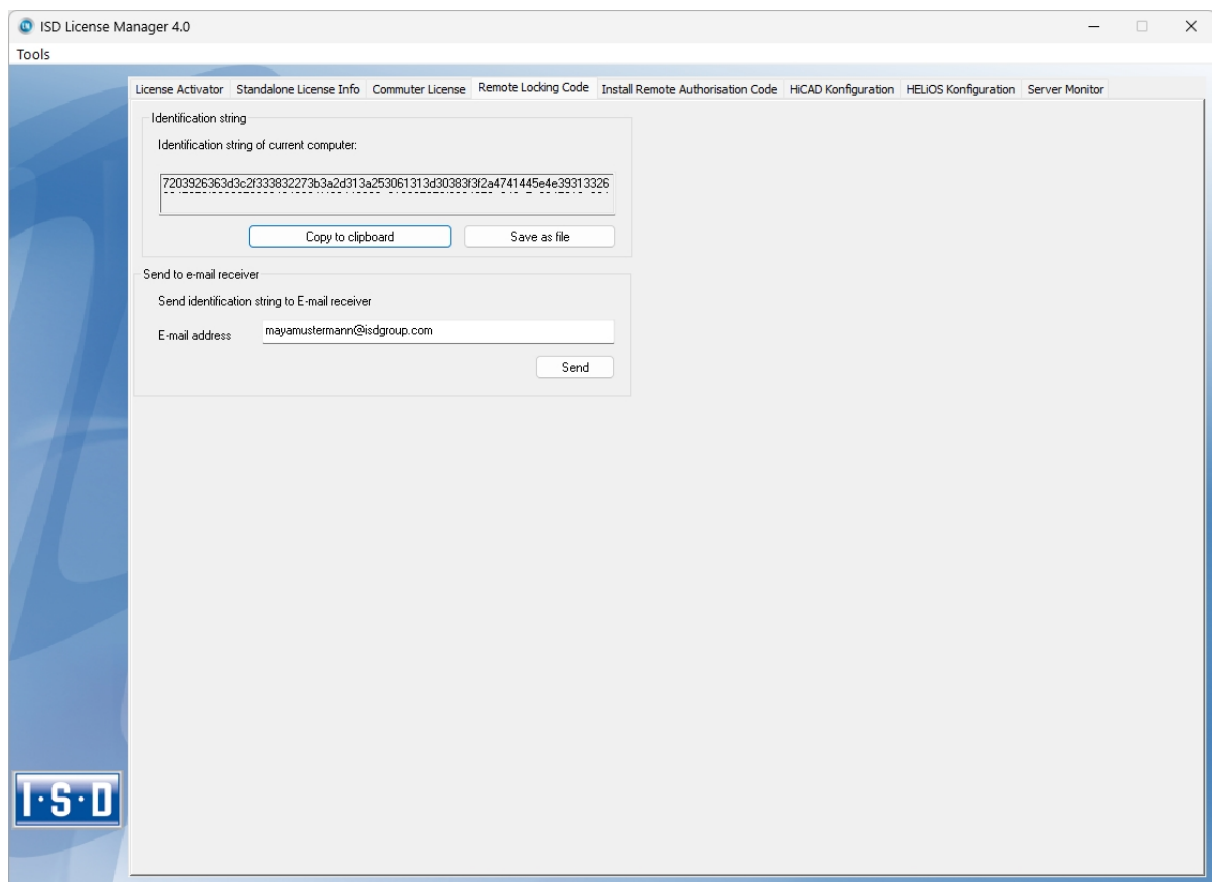 ISD License Manager 4.0
Tools
License Activator Standalone License Info Commuter License Remote Locking Code Install Remote Authorisation Code HiCAD Konfiguration HELiOS Konfiguration Server Monitor
Identification string
Identification string of current computer:
7203926363d3c2f333832273b3a2d313a253061313d30383f3f2a4741445e4e39313326
Copy to clipboard Save as file
Send to e-mail receiver
Send identification string to E-mail receiver
E-mail address mayamustermann@isdgroup.com
Send
I·S·D